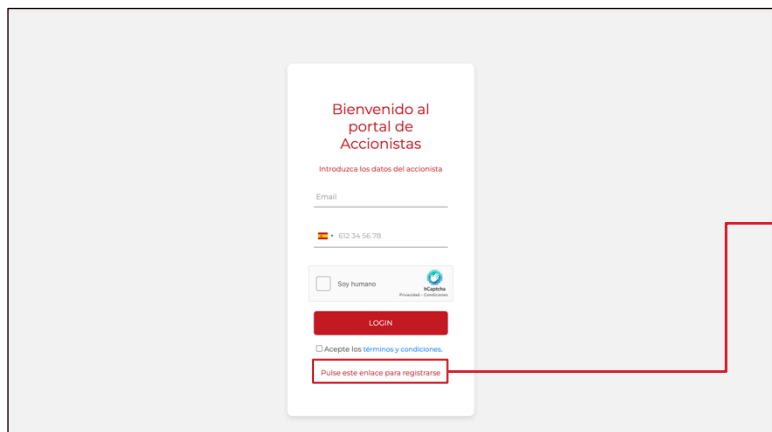 Bienvenido al
portal de
Accionistas
Introduzca los datos del accionista
Email
612 34 56 78
Soy humano
hCaptcha
Privacidad - Condiciones
LOGIN
Acepte los términos y condiciones.
Pulse este enlace para registrarse